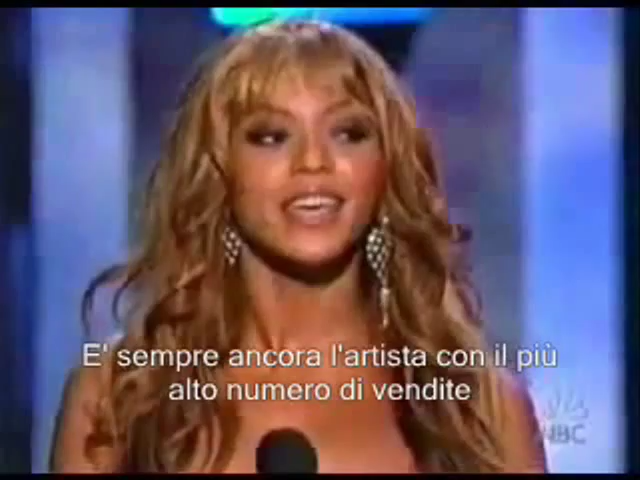 E' sempre ancora l'artista con il più
alto numero di vendite
NBC